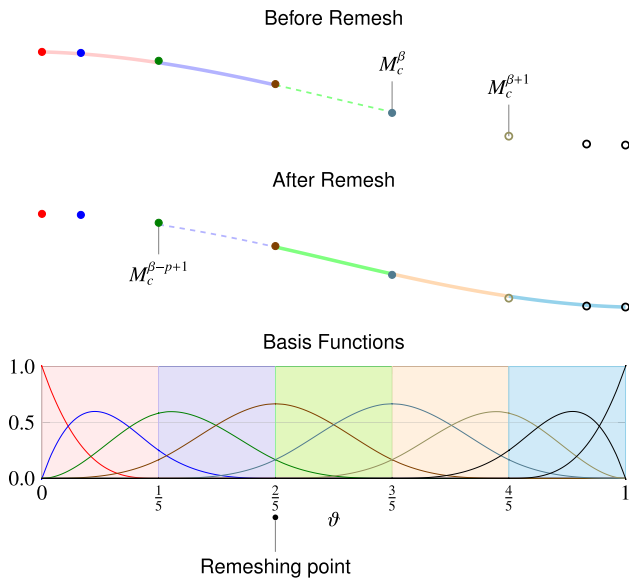 Before Remesh
M_c^β
M_c^{β+1}
After Remesh
M_c^{β−p+1}
Basis Functions
1.0
0.5
0.0
0 1/5 2/5 3/5 4/5 1
ϑ
Remeshing point